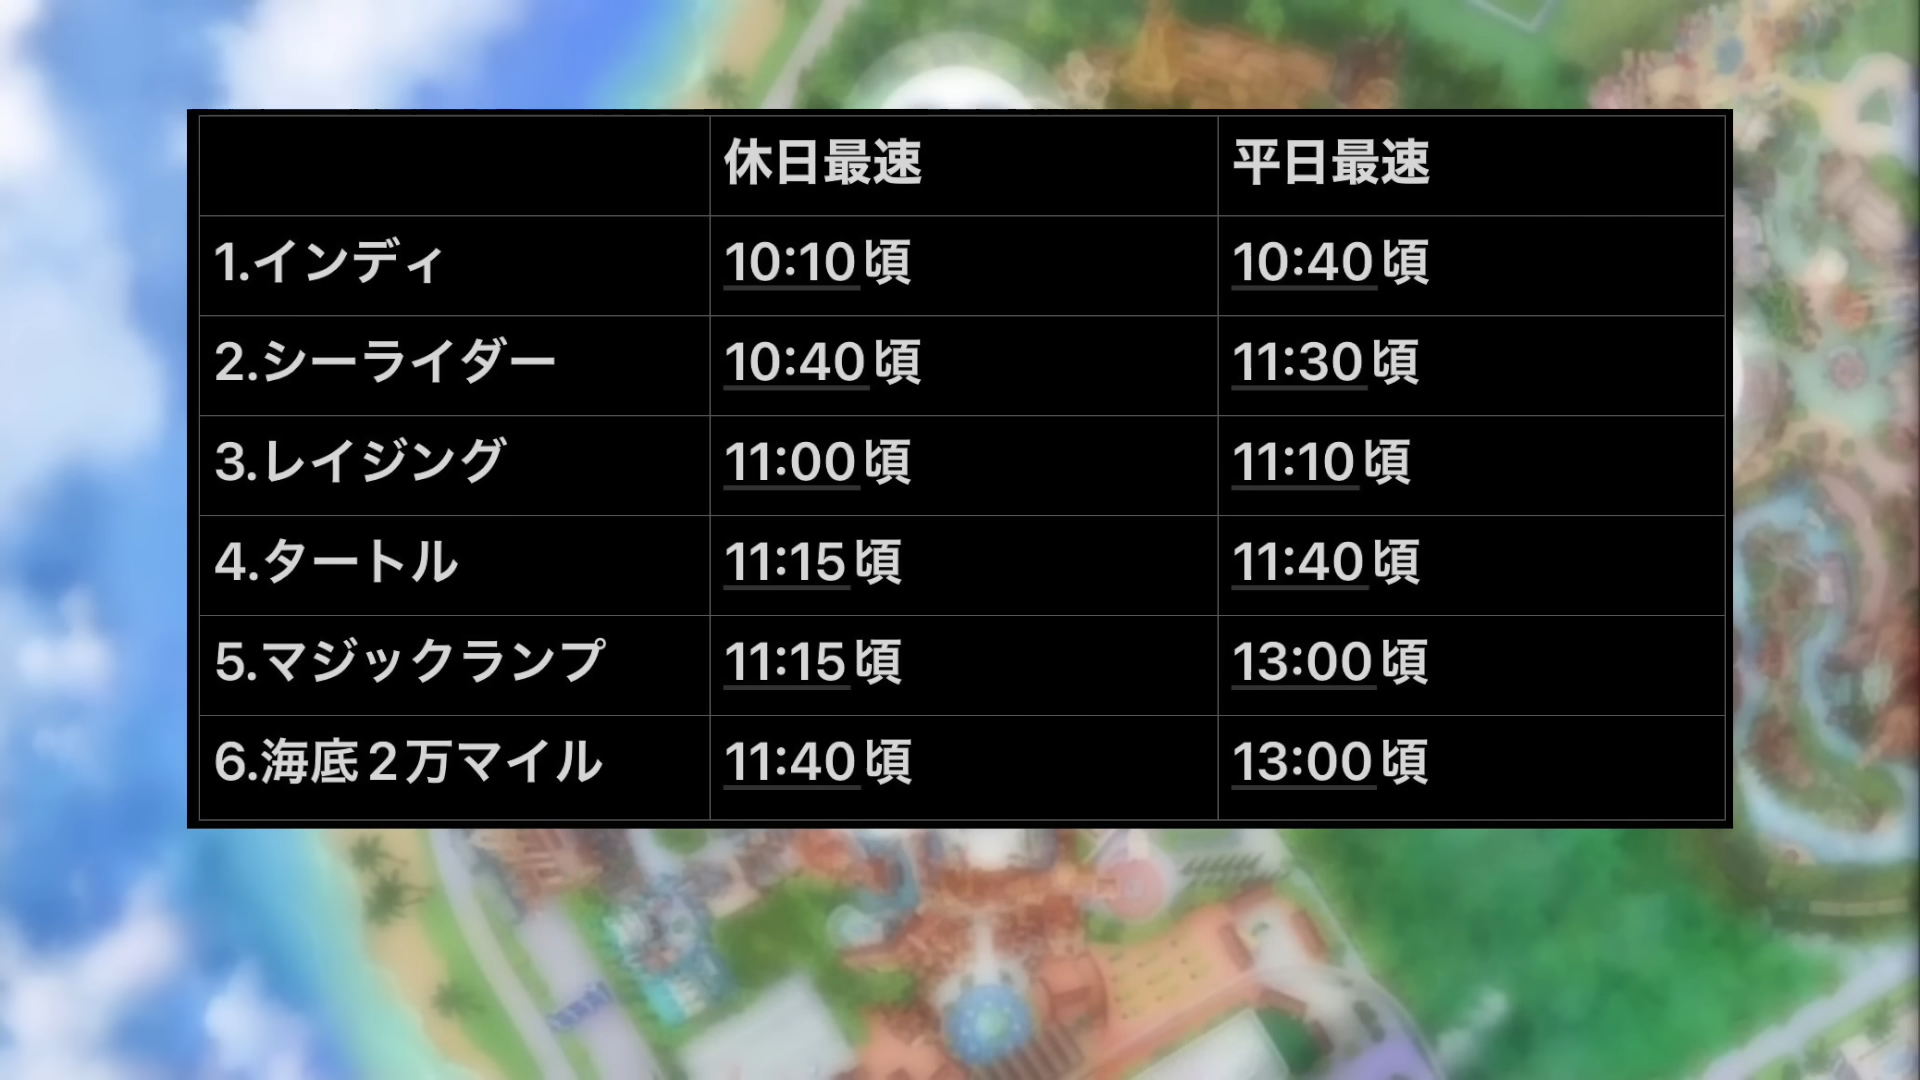 休日最速 平日最速
1.インディ 10:10頃 10:40頃
2.シーライダー 10:40頃 11:30頃
3.レイジング 11:00頃 11:10頃
4.タートル 11:15頃 11:40頃
5.マジックランプ 11:15頃 13:00頃
6.海底2万マイル 11:40頃 13:00頃